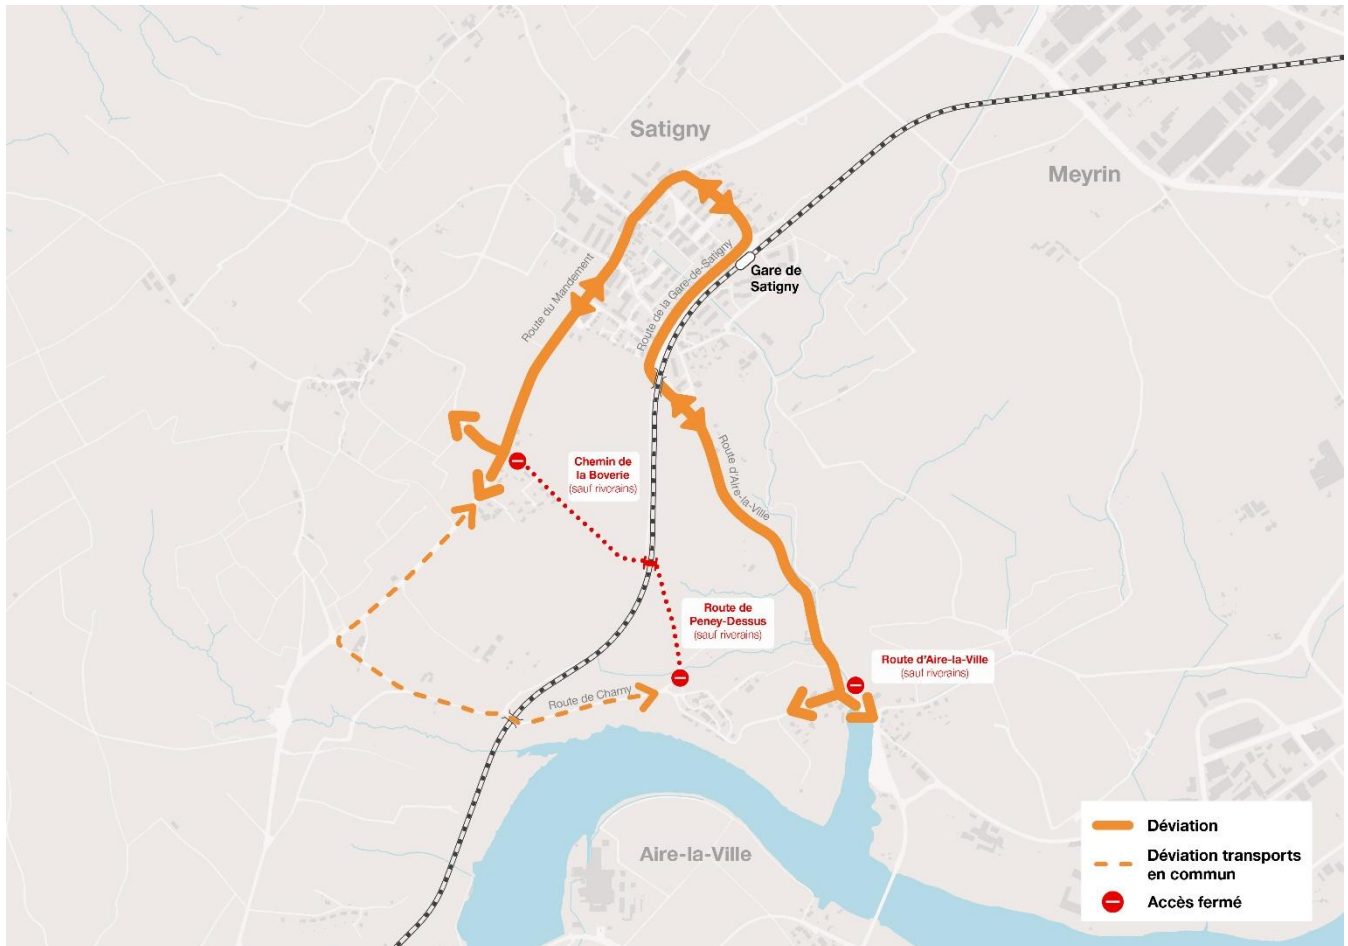 Satigny
Meyrin
Route du Mandement
Route de la Gare-de-Satigny
Gare de
Satigny
Chemin de
la Boverie
(sauf riverains)
Route d'Aire-la-Ville
Route de
Peney-Dessus
(sauf riverains)
Route d'Aire-la-Ville
(sauf riverains)
Route de Charny
Aire-la-Ville
Déviation
Déviation transports
en commun
Accès fermé